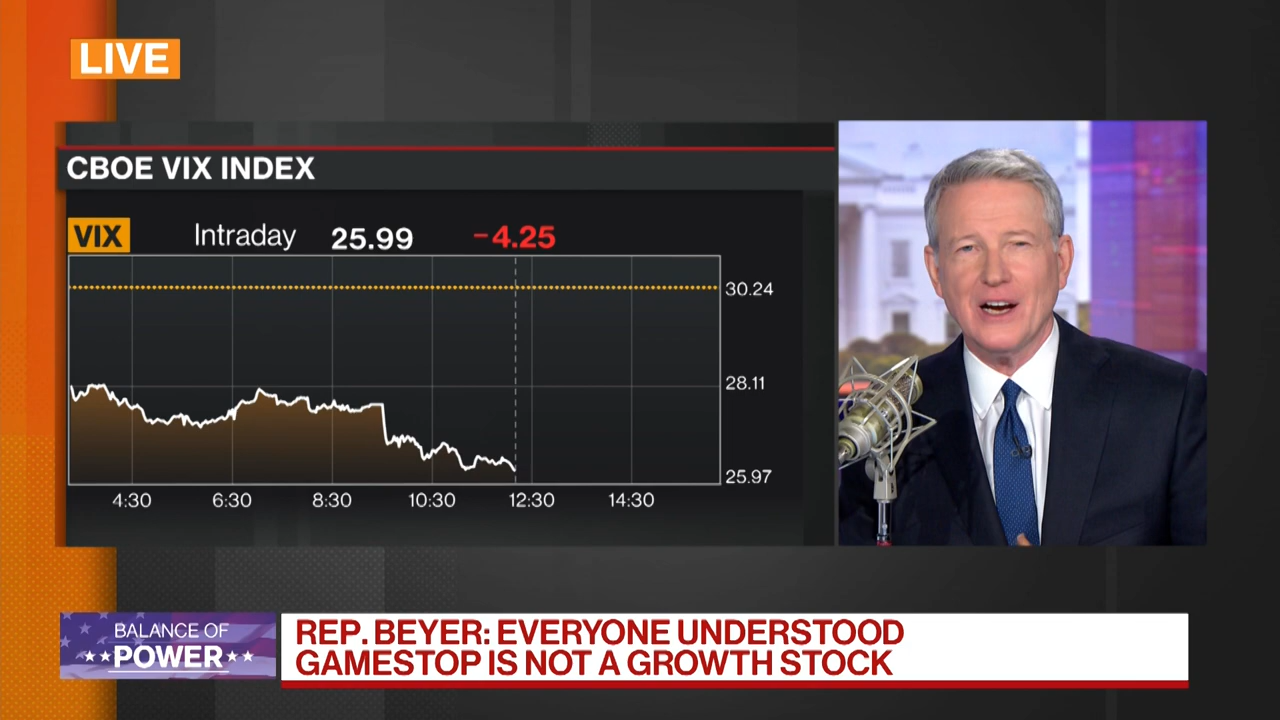 LIVE
CBOE VIX INDEX
VIX Intraday 25.99 -4.25
30.24
28.11
25.97
4:30 6:30 8:30 10:30 12:30 14:30
BALANCE OF
POWER
REP. BEYER: EVERYONE UNDERSTOOD
GAMESTOP IS NOT A GROWTH STOCK